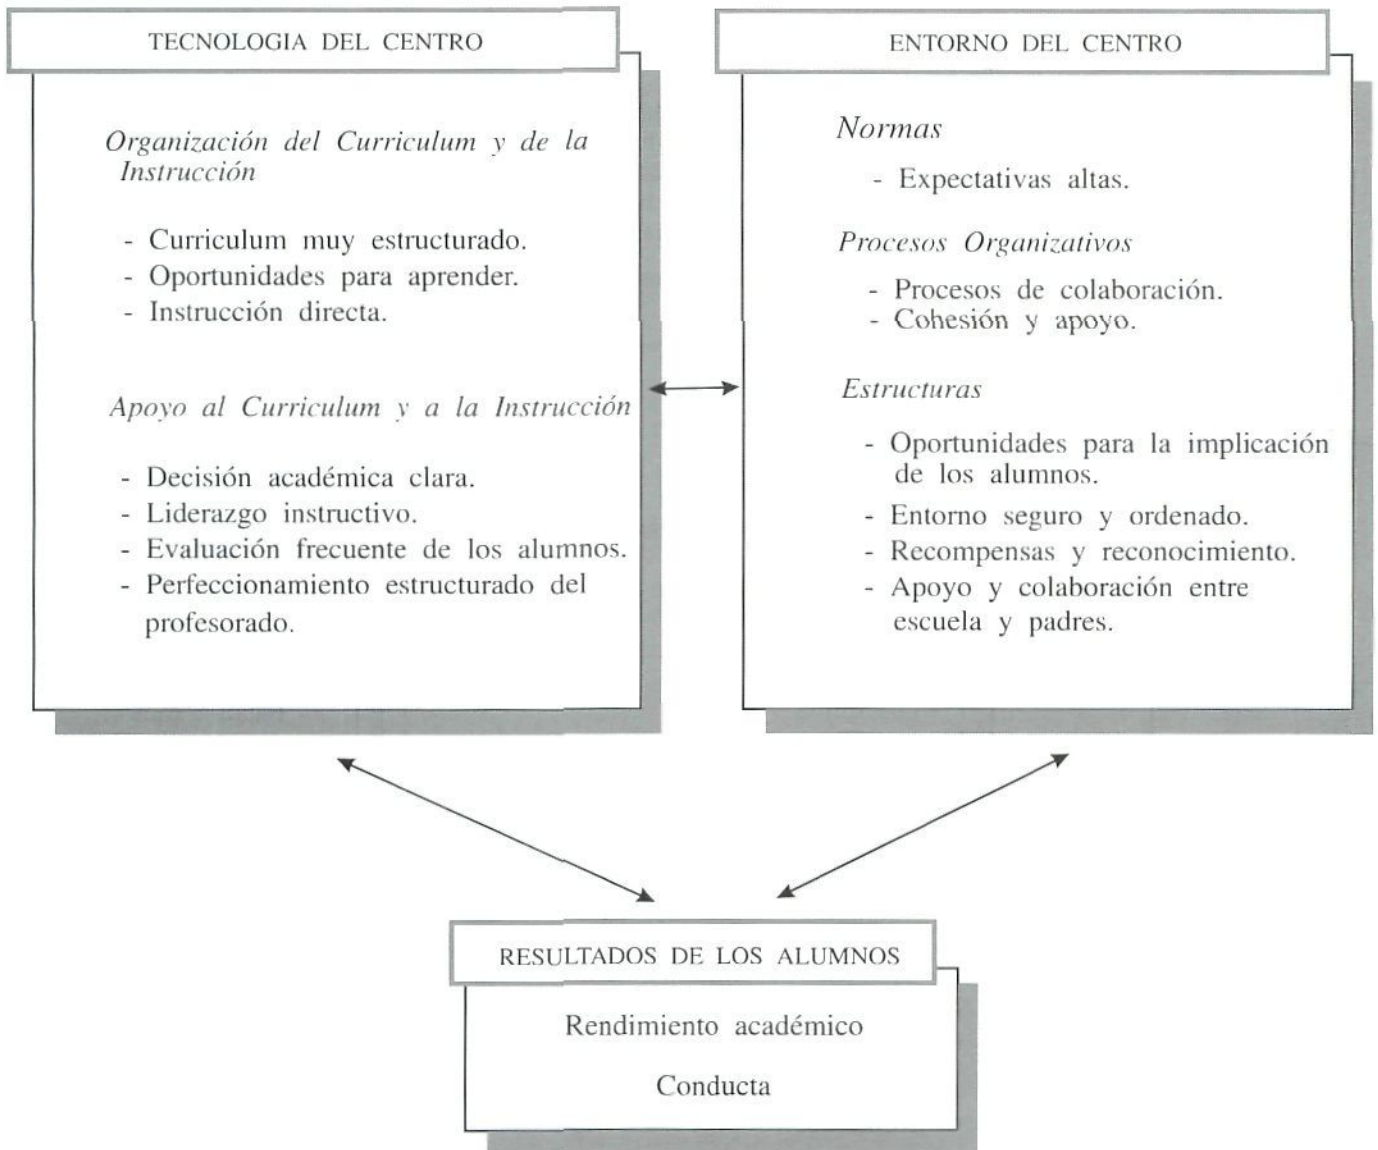 TECNOLOGIA DEL CENTRO
Organización del Curriculum y de la
Instrucción
- Curriculum muy estructurado.
- Oportunidades para aprender.
- Instrucción directa.
Apoyo al Curriculum y a la Instrucción
- Decisión académica clara.
- Liderazgo instructivo.
- Evaluación frecuente de los alumnos.
- Perfeccionamiento estructurado del
profesorado.
ENTORNO DEL CENTRO
Normas
- Expectativas altas.
Procesos Organizativos
- Procesos de colaboración.
- Cohesión y apoyo.
Estructuras
- Oportunidades para la implicación
de los alumnos.
- Entorno seguro y ordenado.
- Recompensas y reconocimiento.
- Apoyo y colaboración entre
escuela y padres.
RESULTADOS DE LOS ALUMNOS
Rendimiento académico
Conducta